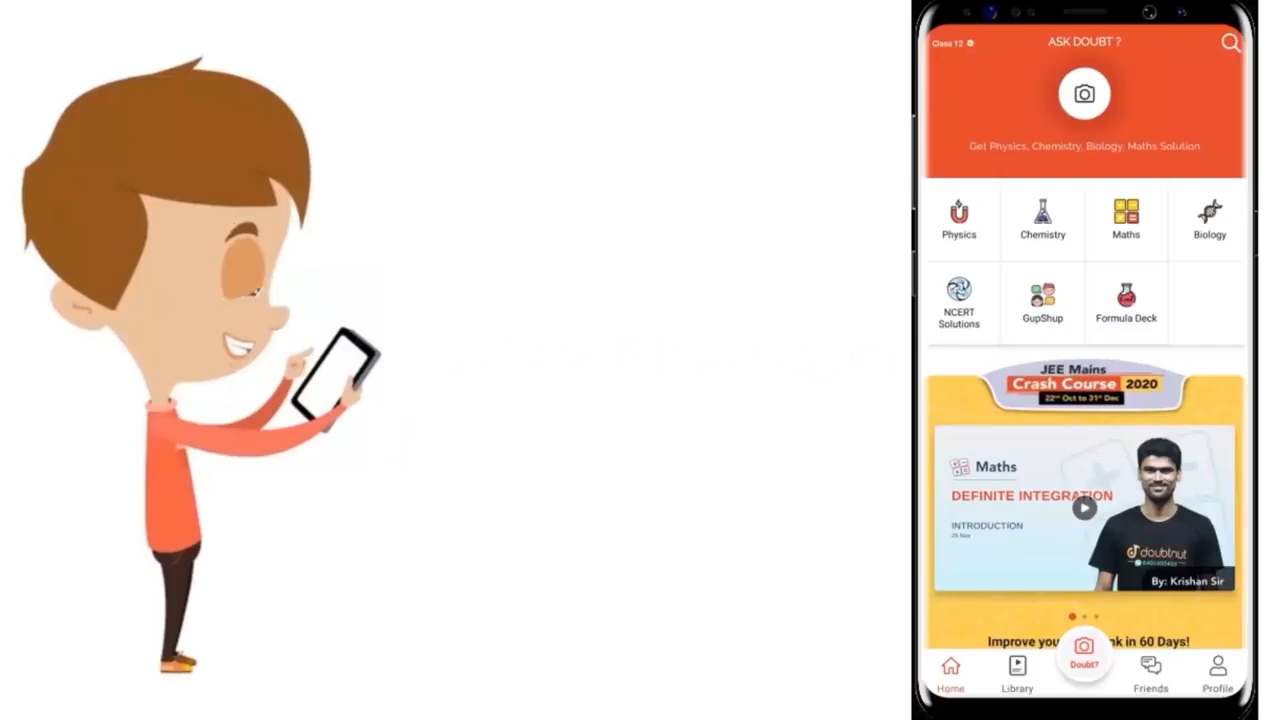 Class 12
ASK DOUBT ?
Get Physics, Chemistry, Biology, Maths Solution
Physics
Chemistry
Maths
Biology
NCERT
Solutions
GupShup
Formula Deck
JEE Mains
Crash Course 2020
22nd Oct to 31st Dec
Maths
DEFINITE INTEGRATION
INTRODUCTION
doubtnut
By: Krishan Sir
Improve you nk in 60 Days!
Doubt?
Home
Library
Friends
Profile